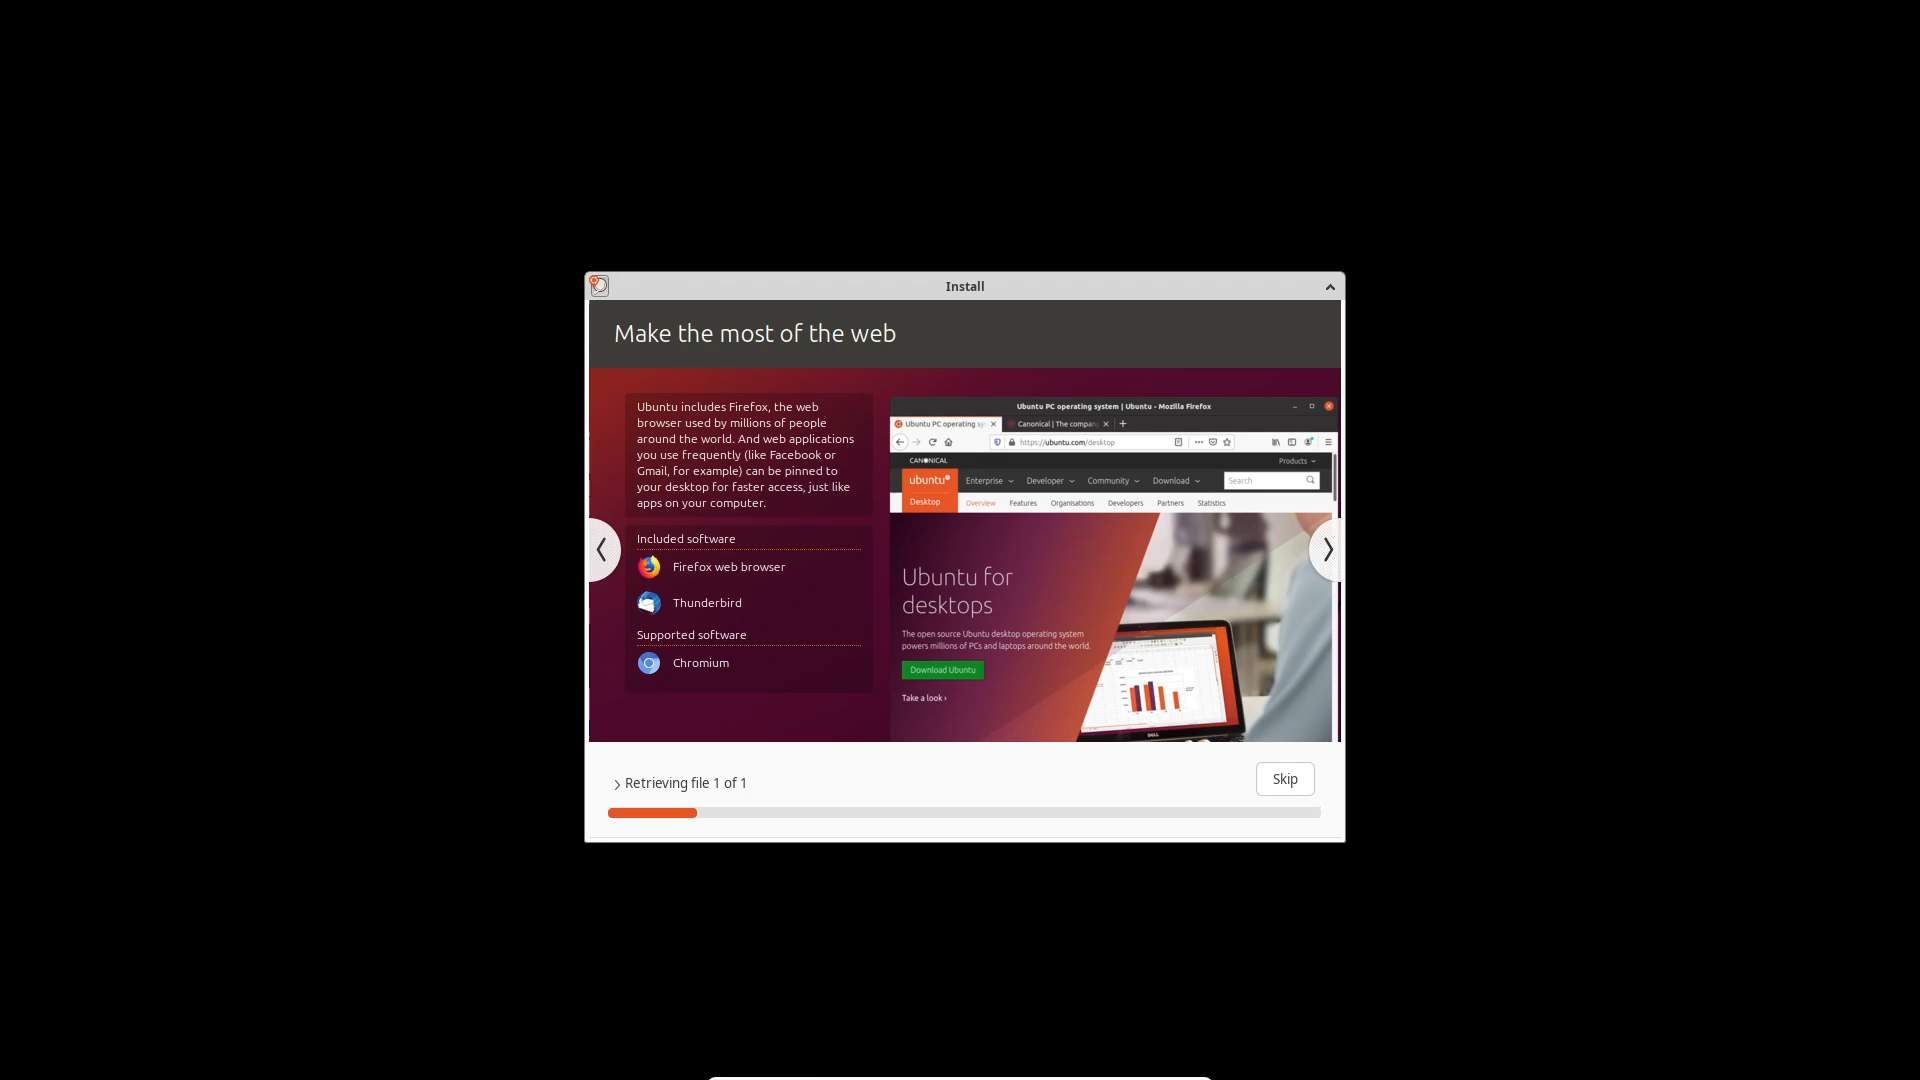 Install
Make the most of the web
Ubuntu includes Firefox, the web
browser used by millions of people
around the world. And web applications
you use frequently (like Facebook or
Gmail, for example) can be pinned to
your desktop for faster access, just like
apps on your computer.
Included software
Firefox web browser
Thunderbird
Supported software
Chromium
Ubuntu PC operating system | Ubuntu - Mozilla Firefox
Ubuntu PC operating sy
Canonical | The company
https://ubuntu.com/desktop
CANONICAL
Products
ubuntu
Enterprise Developer Community Download
Search
Desktop
Overview Features Organisations Developers Partners Statistics
Ubuntu for
desktops
The open source Ubuntu desktop operating system
powers millions of PCs and laptops around the world.
Download Ubuntu
Take a look ›
DELL
Retrieving file 1 of 1
Skip